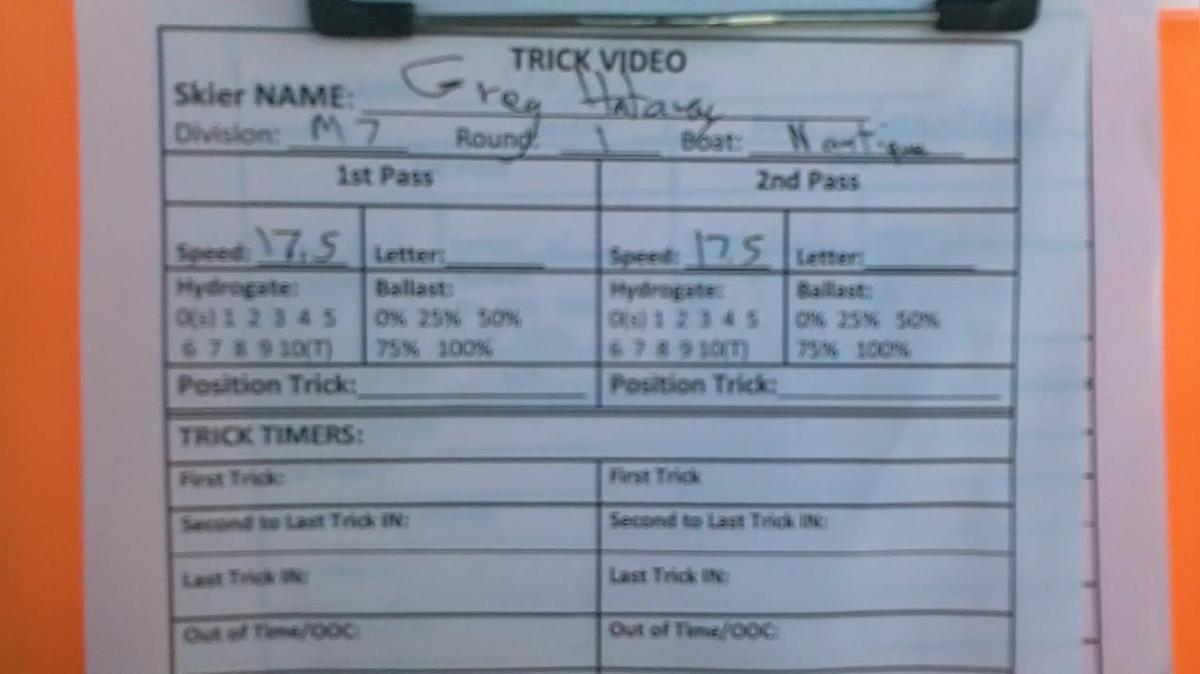 TRICK VIDEO
Skier NAME: Greg
Division: M7 Round: 1 Boat: Nautique
1st Pass 2nd Pass
Speed: 17.5 Letter: Speed: 17.5 Letter:
Hydrogate: Ballast: Hydrogate: Ballast:
0(s) 1 2 3 4 5 0% 25% 50% 0(s) 1 2 3 4 5 0% 25% 50%
6 7 8 9 10(T) 75% 100% 6 7 8 9 10(T) 75% 100%
Position Trick: Position Trick:
TRICK TIMERS:
First Trick: First Trick
Second to Last Trick IN: Second to Last Trick IN:
Last Trick IN: Last Trick IN:
Out of Time/OOC: Out of Time/OOC: